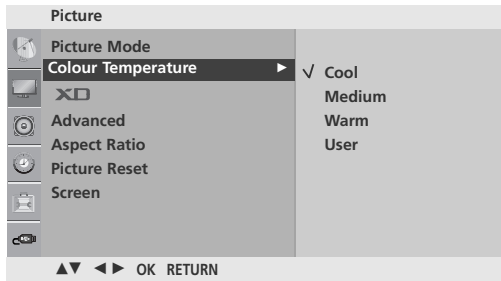 Picture
Picture Mode
Colour Temperature ►
XD
Advanced
Aspect Ratio
Picture Reset
Screen
√ Cool
Medium
Warm
User
▲▼ ◄► OK RETURN